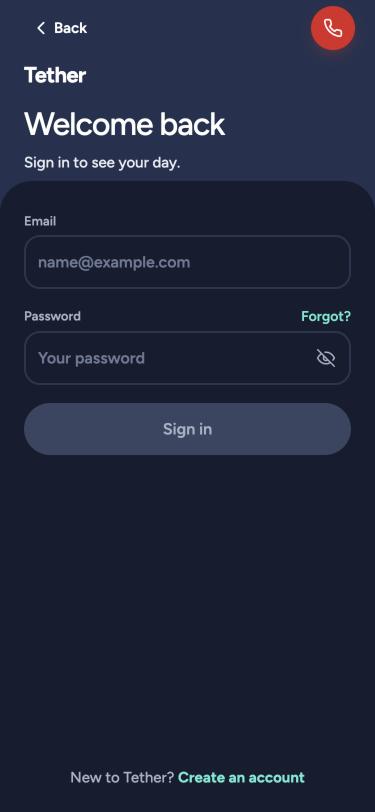 Back
Tether
Welcome back
Sign in to see your day.
Email
name@example.com
Password Forgot?
Your password
Sign in
New to Tether? Create an account